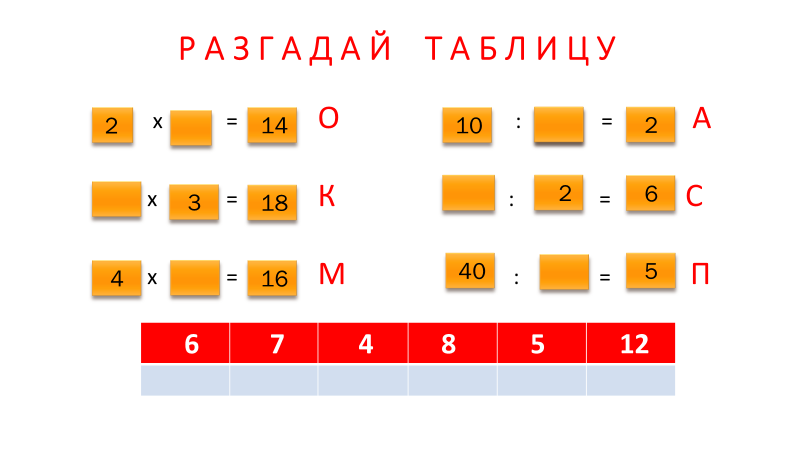 РАЗГАДАЙ ТАБЛИЦУ
2 х = 14 О 10 : = 2 А
х 3 = 18 К : 2 = 6 С
4 х = 16 М 40 : = 5 П
6 7 4 8 5 12